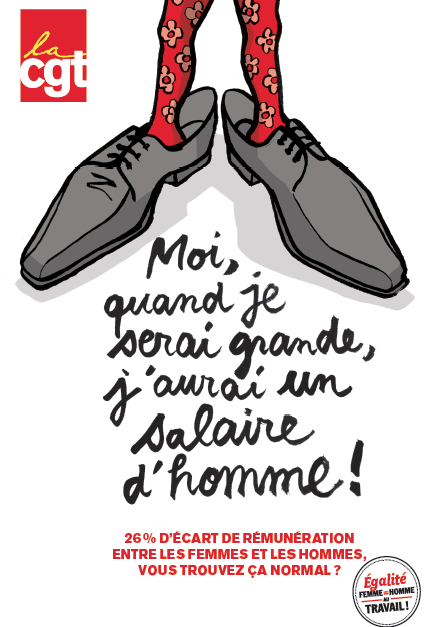 la
cgt
Moi,
quand je
serai grande,
j'aurai un
salaire
d'homme !
26% D'ÉCART DE RÉMUNÉRATION
ENTRE LES FEMMES ET LES HOMMES,
VOUS TROUVEZ ÇA NORMAL ?
Égalité
FEMME = HOMME
AU
TRAVAIL !